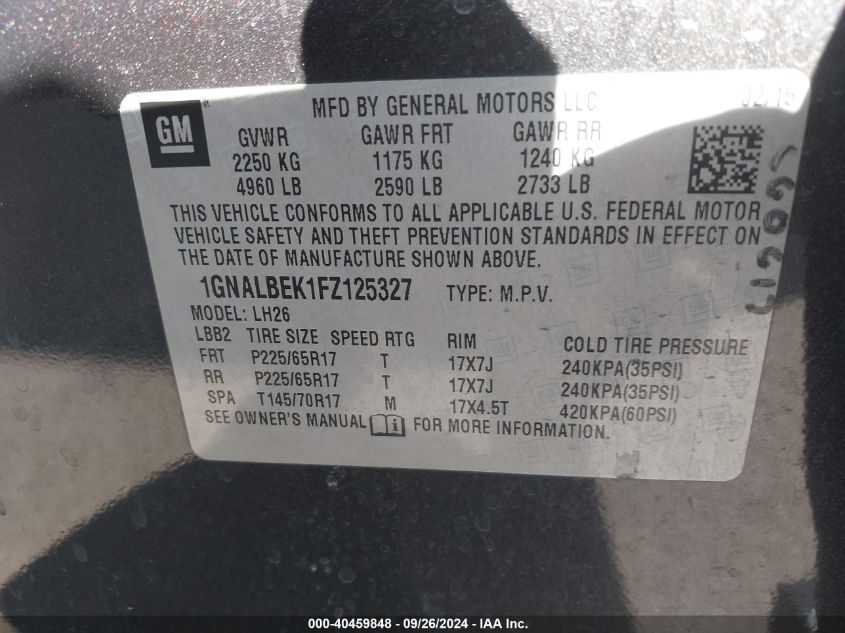 GM ® MFD BY GENERAL MOTORS LLC 02/15
GVWR GAWR FRT GAWR RR
2250 KG 1175 KG 1240 KG
4960 LB 2590 LB 2733 LB
THIS VEHICLE CONFORMS TO ALL APPLICABLE U.S. FEDERAL MOTOR
VEHICLE SAFETY AND THEFT PREVENTION STANDARDS IN EFFECT ON
THE DATE OF MANUFACTURE SHOWN ABOVE.
1GNALBEK1FZ125327 TYPE: M.P.V.
MODEL: LH26
LBB2 TIRE SIZE SPEED RTG RIM COLD TIRE PRESSURE
FRT P225/65R17 T 17X7J 240KPA(35PSI)
RR P225/65R17 T 17X7J 240KPA(35PSI)
SPA T145/70R17 M 17X4.5T 420KPA(60PSI)
SEE OWNER'S MANUAL i FOR MORE INFORMATION.
000-40459848 - 09/26/2024 - IAA Inc.